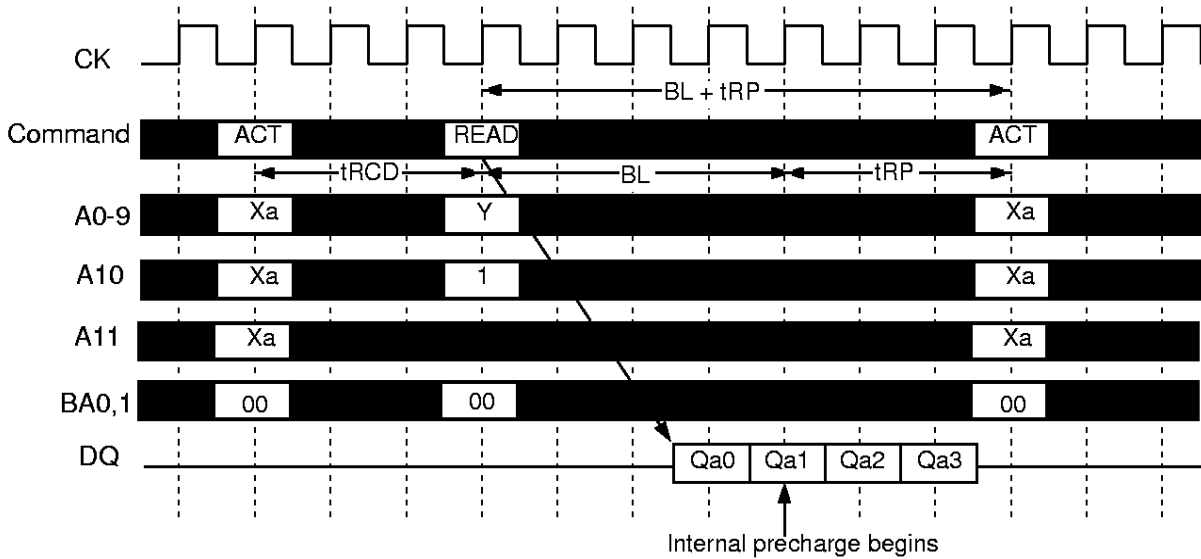 CK
BL + tRP
Command ACT READ ACT
tRCD BL tRP
A0-9 Xa Y Xa
A10 Xa 1 Xa
A11 Xa Xa
BA0,1 00 00 00
DQ Qa0 Qa1 Qa2 Qa3
Internal precharge begins